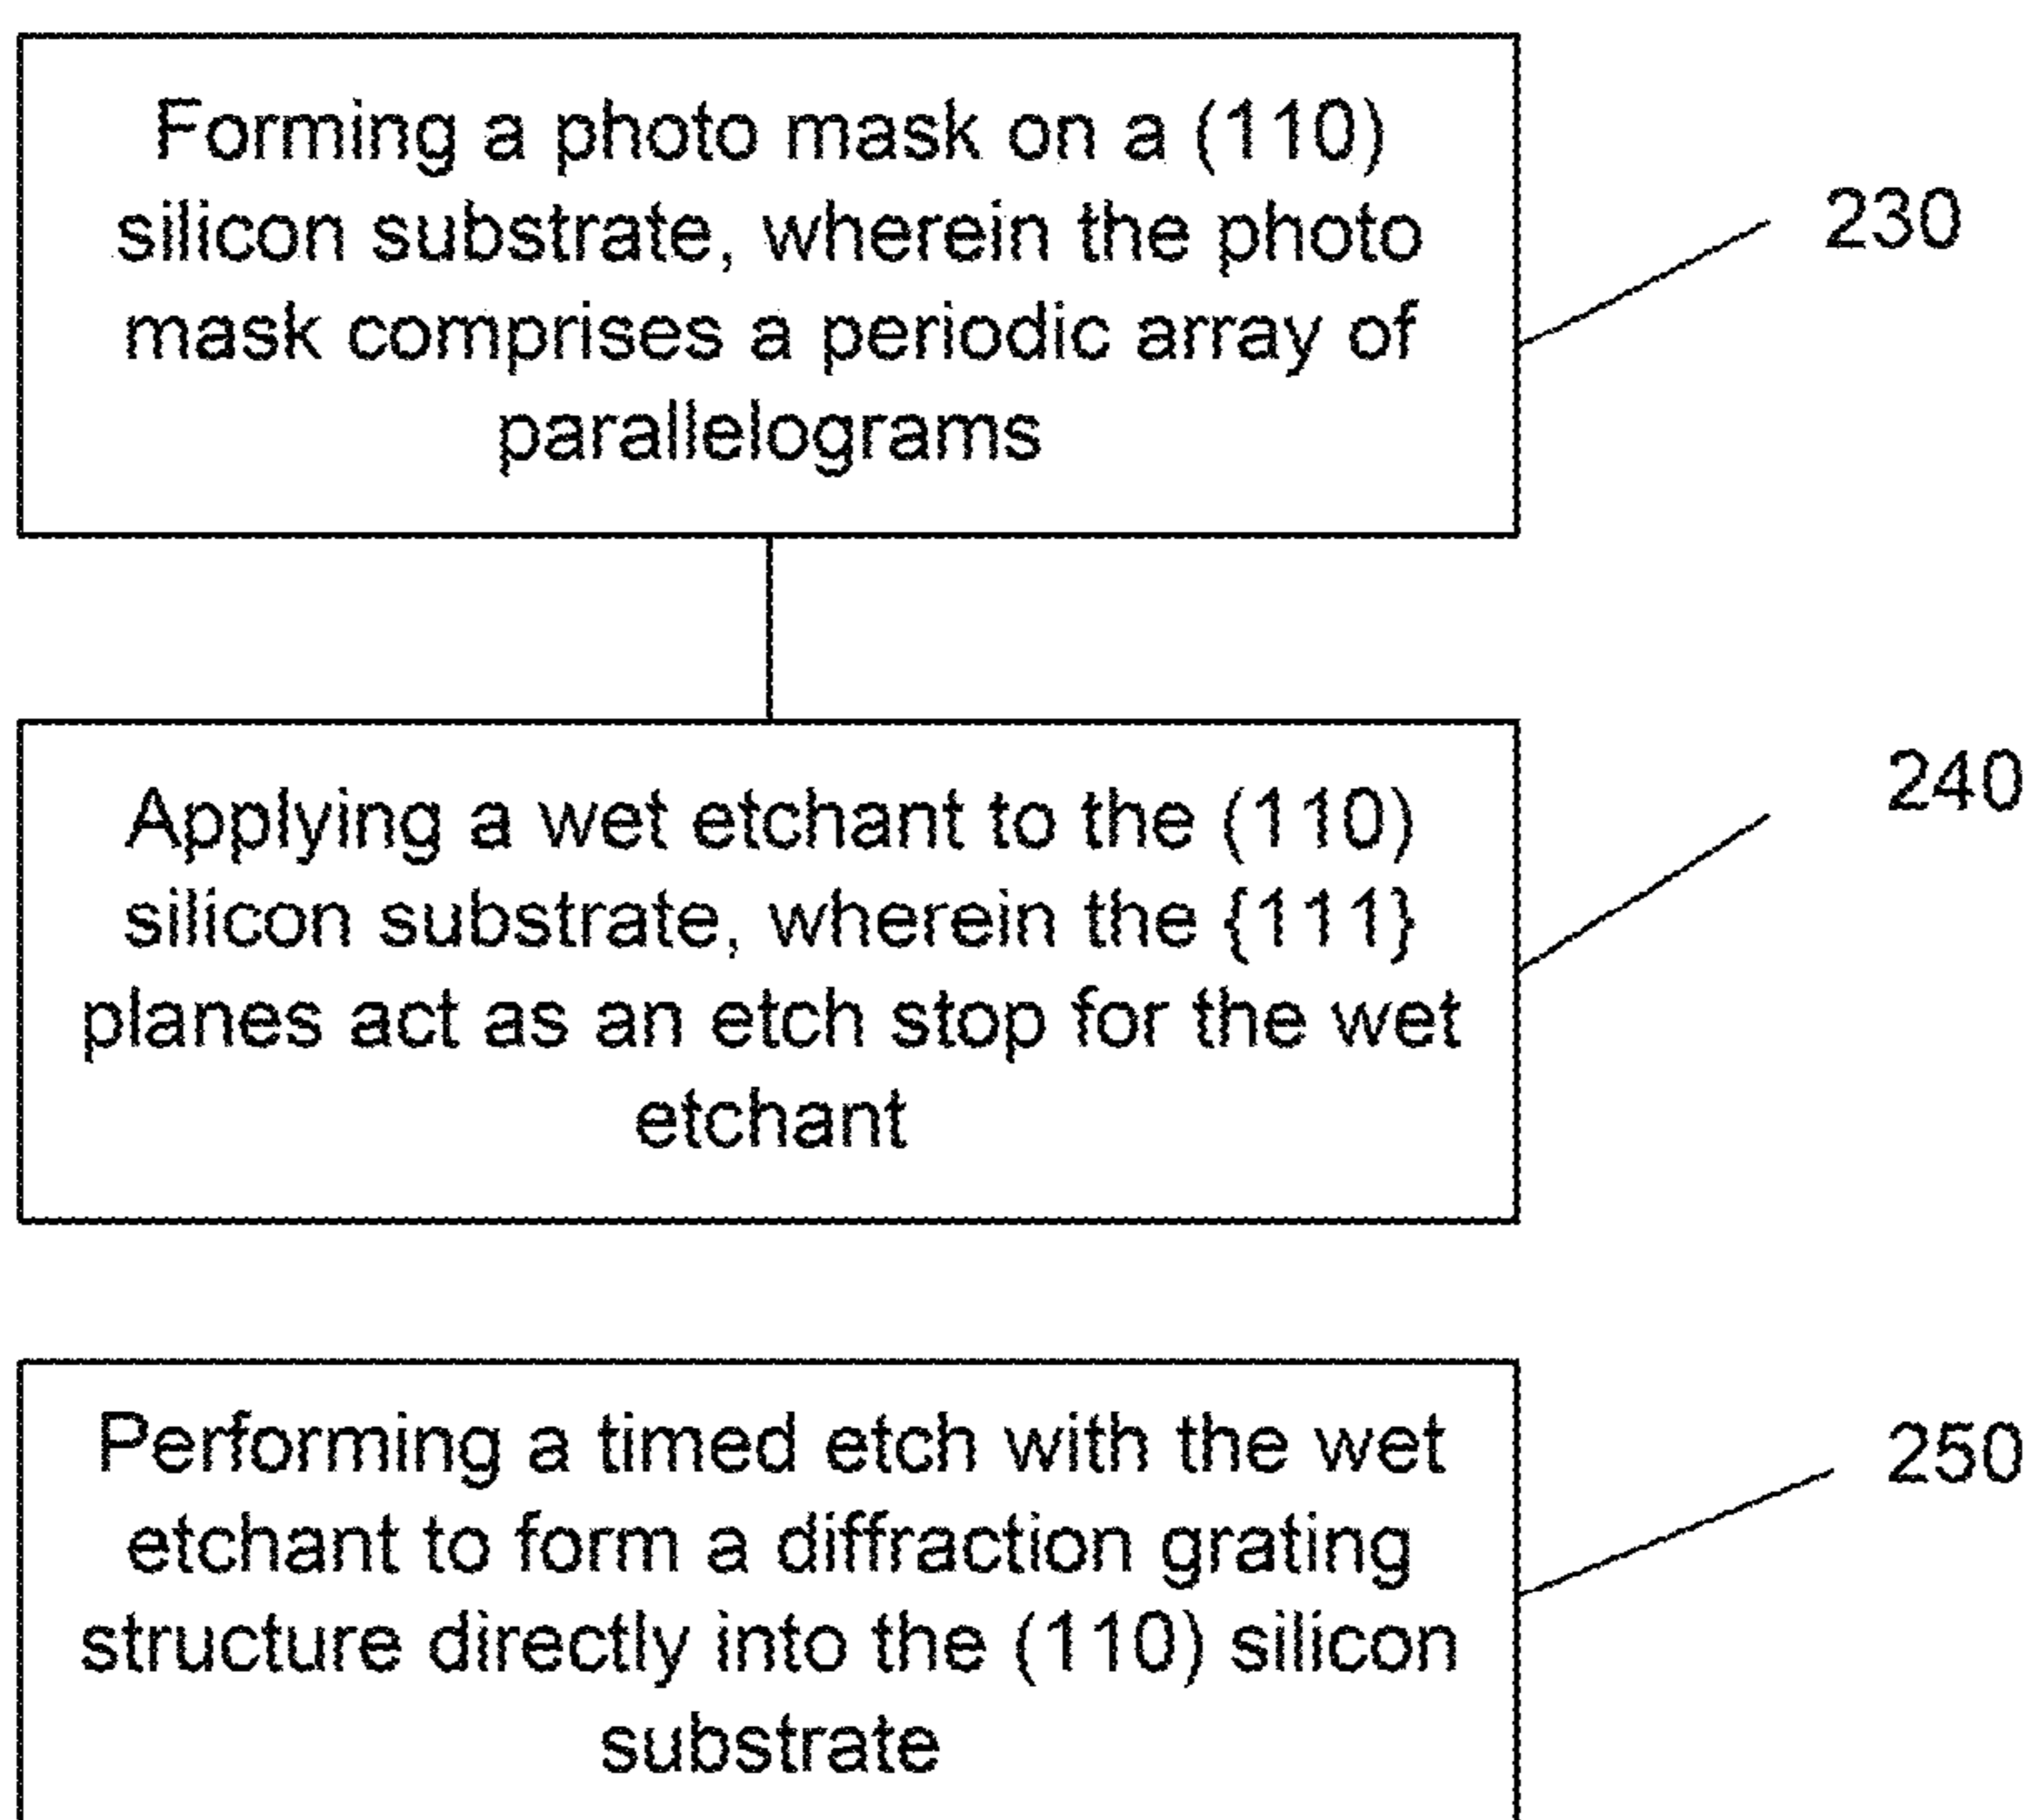 Forming a photo mask on a (110)
silicon substrate, wherein the photo
mask comprises a periodic array of
parallelograms
230
Applying a wet etchant to the (110)
silicon substrate, wherein the {111}
planes act as an etch stop for the wet
etchant
240
Performing a timed etch with the wet
etchant to form a diffraction grating
structure directly into the (110) silicon
substrate
250